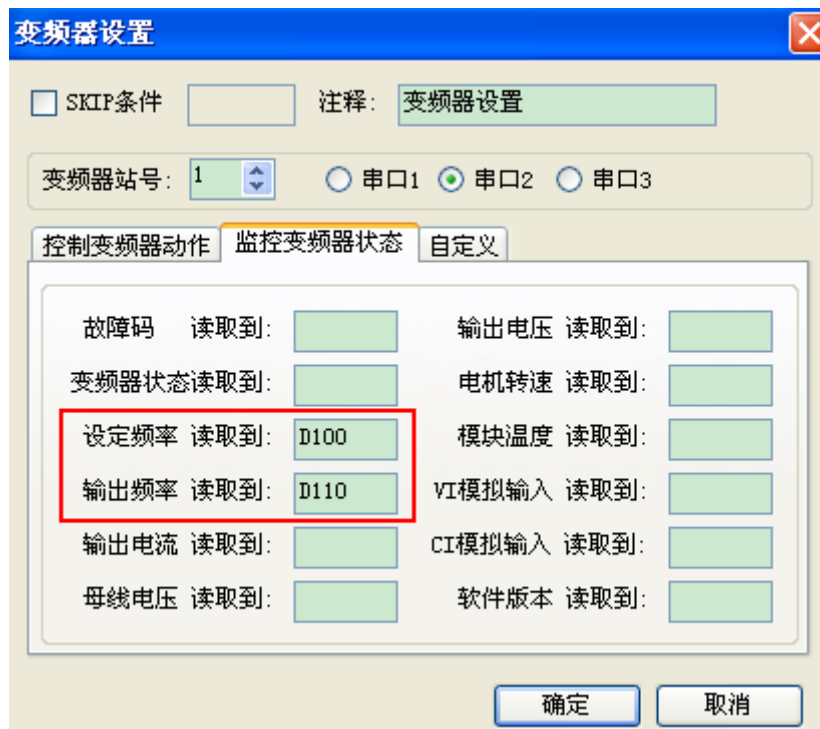 变频器设置
SKIP条件 注释: 变频器设置
变频器站号: 1 串口1 串口2 串口3
控制变频器动作 监控变频器状态 自定义
故障码 读取到: 输出电压 读取到:
变频器状态读取到: 电机转速 读取到:
设定频率 读取到: D100 模块温度 读取到:
输出频率 读取到: D110 VI模拟输入 读取到:
输出电流 读取到: CI模拟输入 读取到:
母线电压 读取到: 软件版本 读取到:
确定 取消